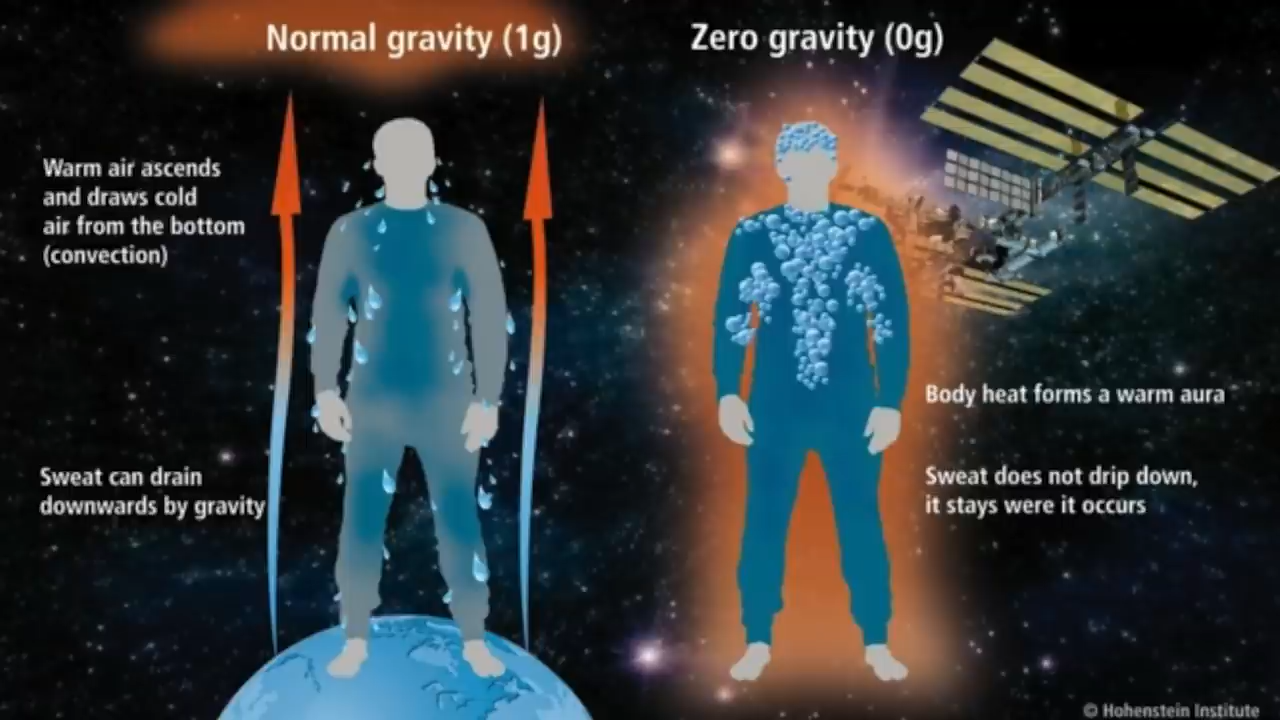 Normal gravity (1g)
Warm air ascends
and draws cold
air from the bottom
(convection)
Sweat can drain
downwards by gravity
Zero gravity (0g)
Body heat forms a warm aura
Sweat does not drip down,
it stays were it occurs
© Hohenstein Institute